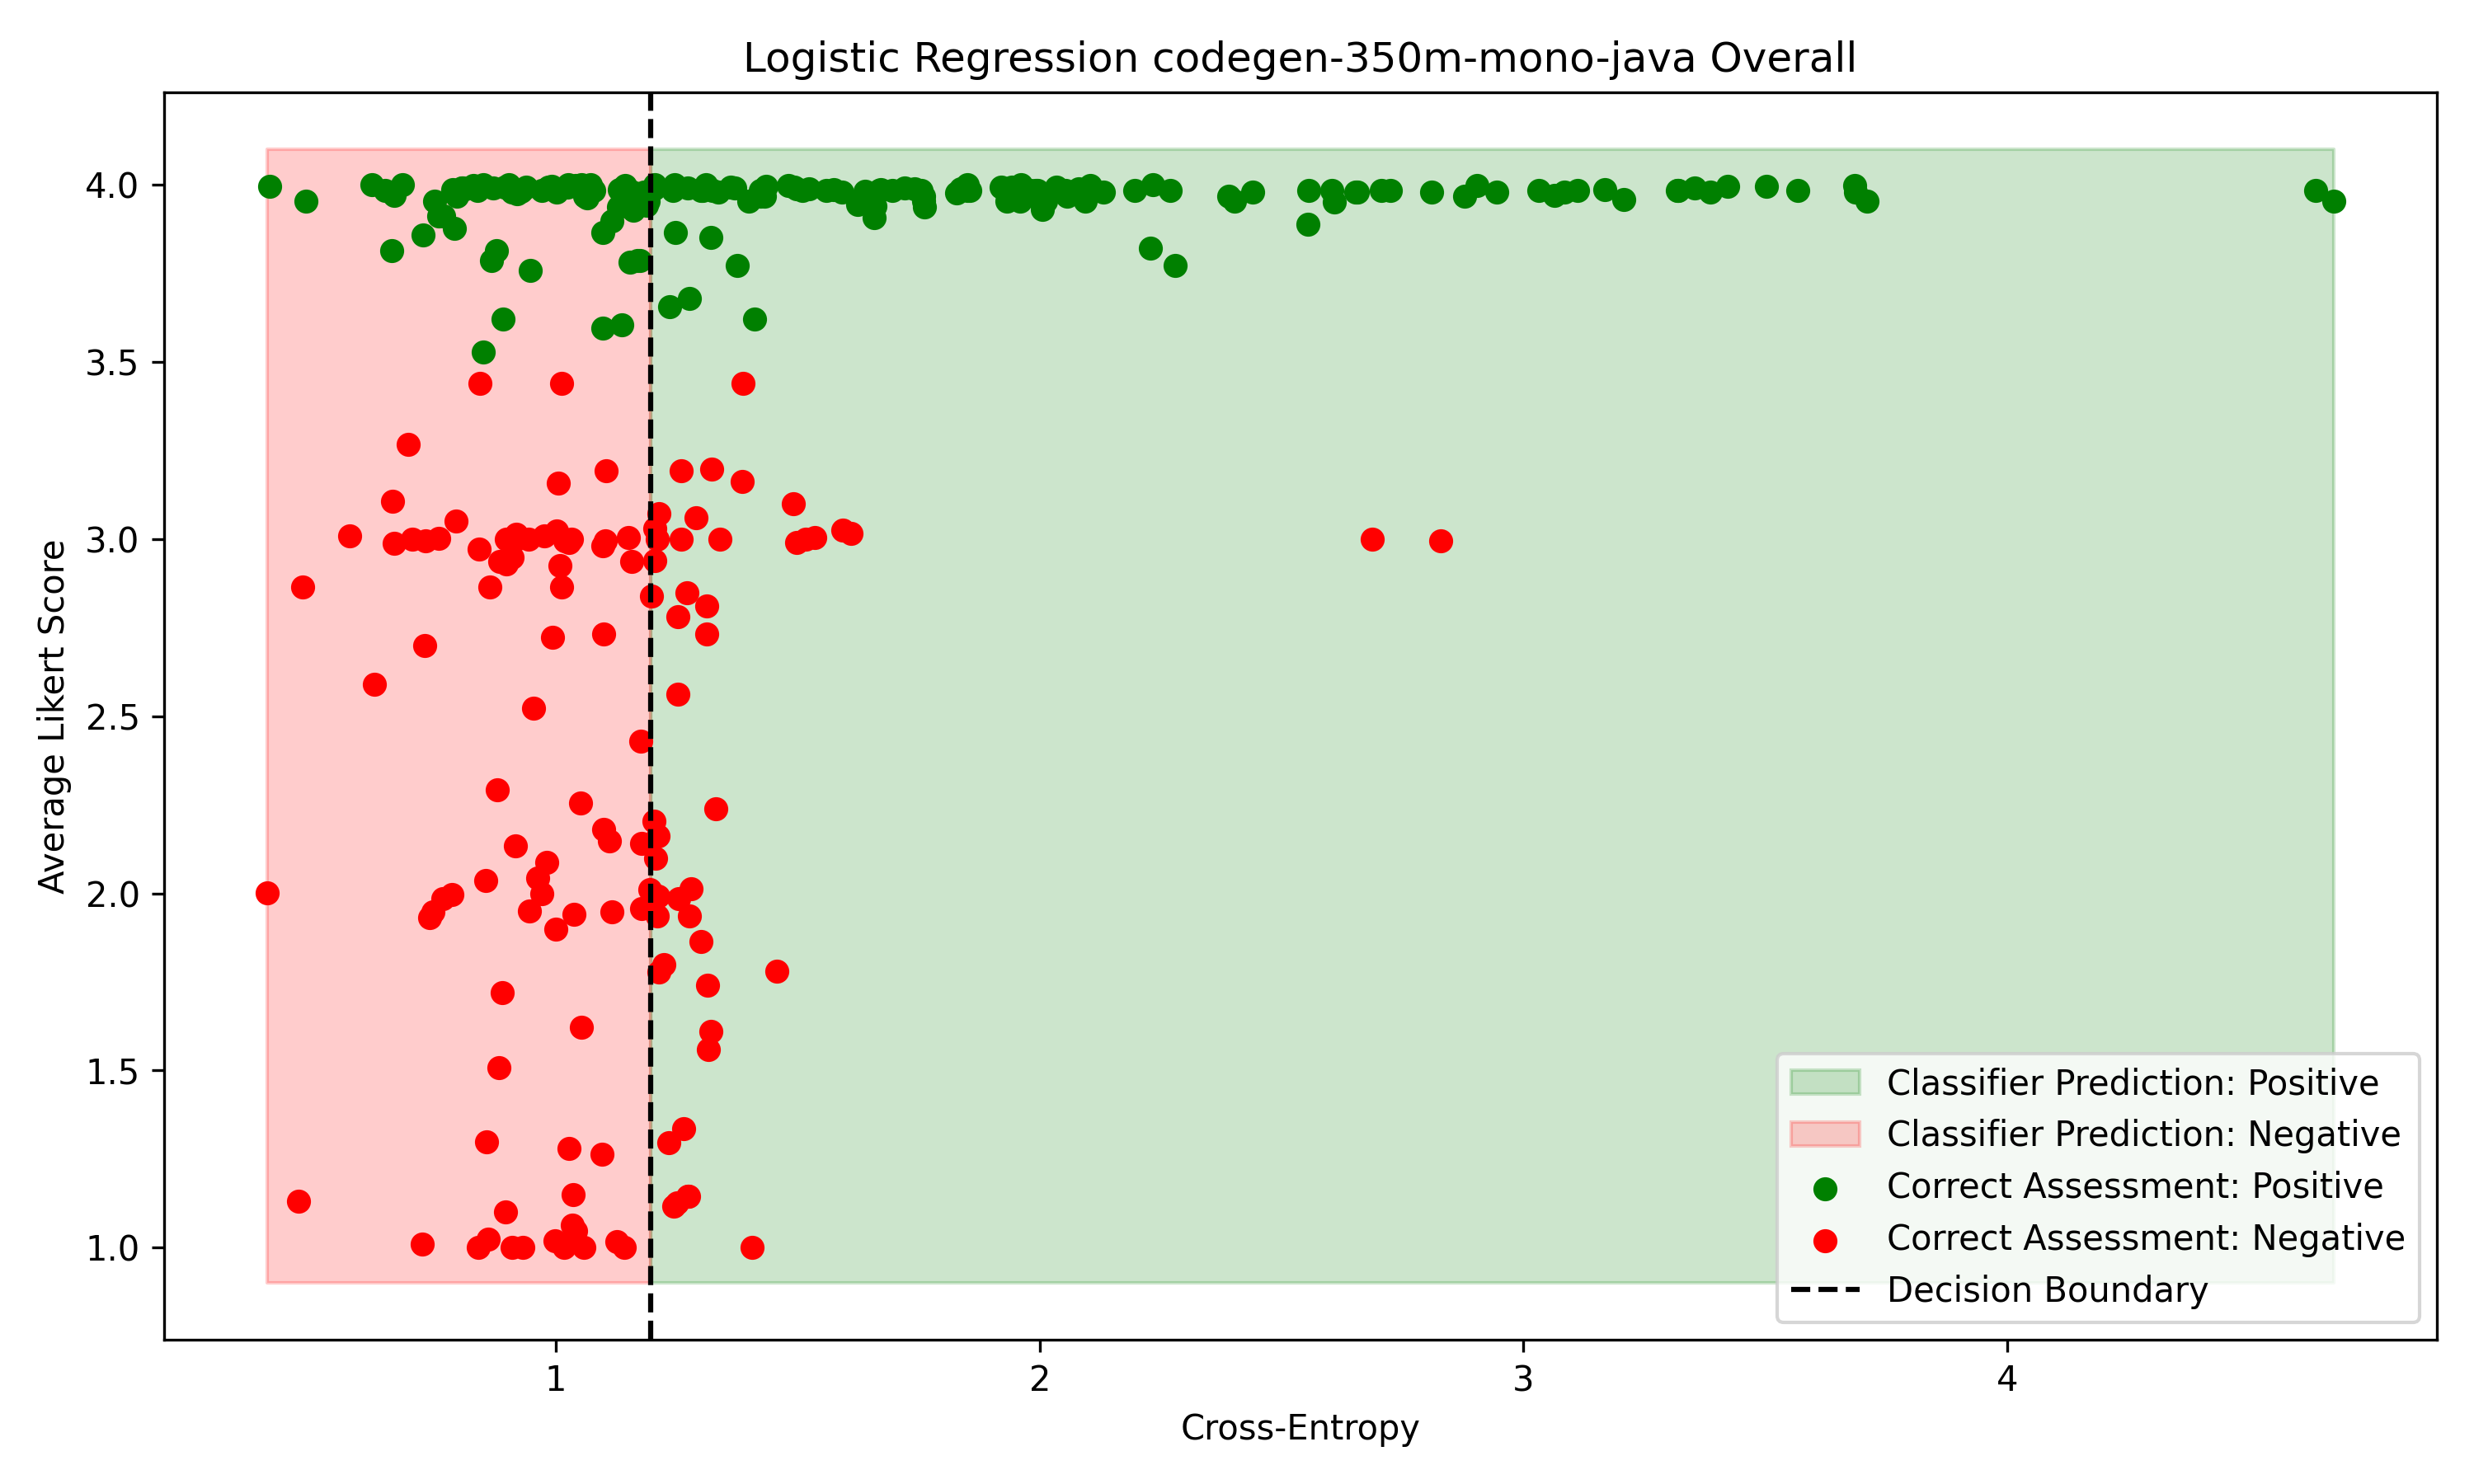 Logistic Regression codegen-350m-mono-java Overall
Average Likert Score
4.0
3.5
3.0
2.5
2.0
1.5
1.0
Classifier Prediction: Positive
Classifier Prediction: Negative
Correct Assessment: Positive
Correct Assessment: Negative
Decision Boundary
1 2 3 4
Cross-Entropy